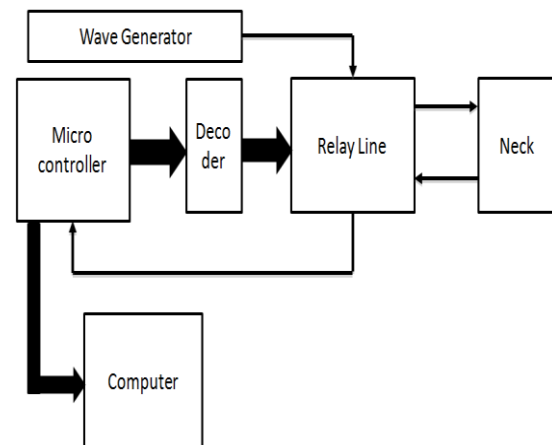 Wave Generator
Micro
controller
Deco
der
Relay Line
Neck
Computer